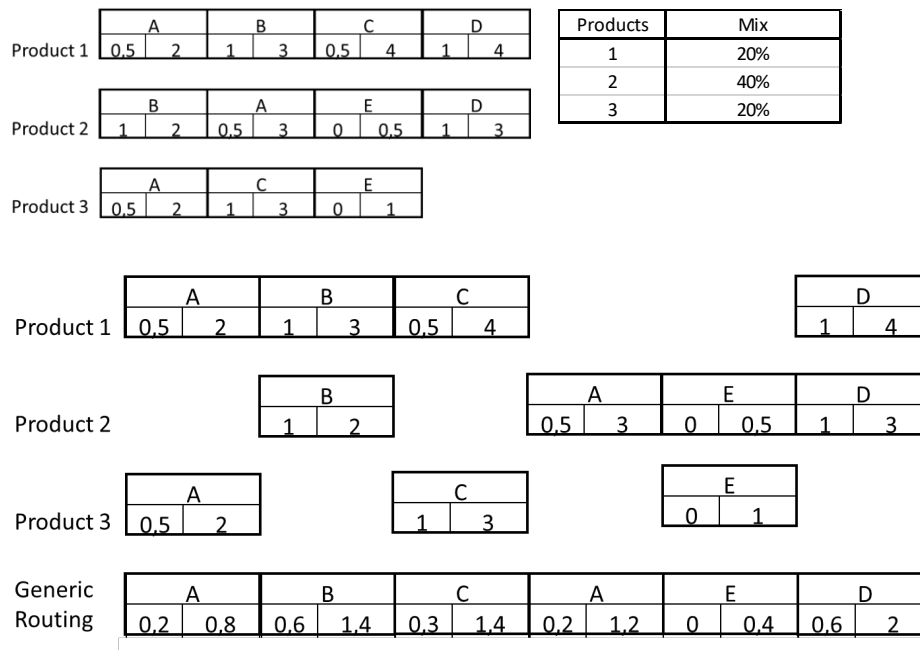 A B C D
Product 1 0,5 2 1 3 0,5 4 1 4
B A E D
Product 2 1 2 0,5 3 0 0,5 1 3
A C E
Product 3 0,5 2 1 3 0 1
Products Mix
1 20%
2 40%
3 20%
A B C D
Product 1 0,5 2 1 3 0,5 4 1 4
B A E D
Product 2 1 2 0,5 3 0 0,5 1 3
A C E
Product 3 0,5 2 1 3 0 1
Generic A B C A E D
Routing 0,2 0,8 0,6 1,4 0,3 1,4 0,2 1,2 0 0,4 0,6 2